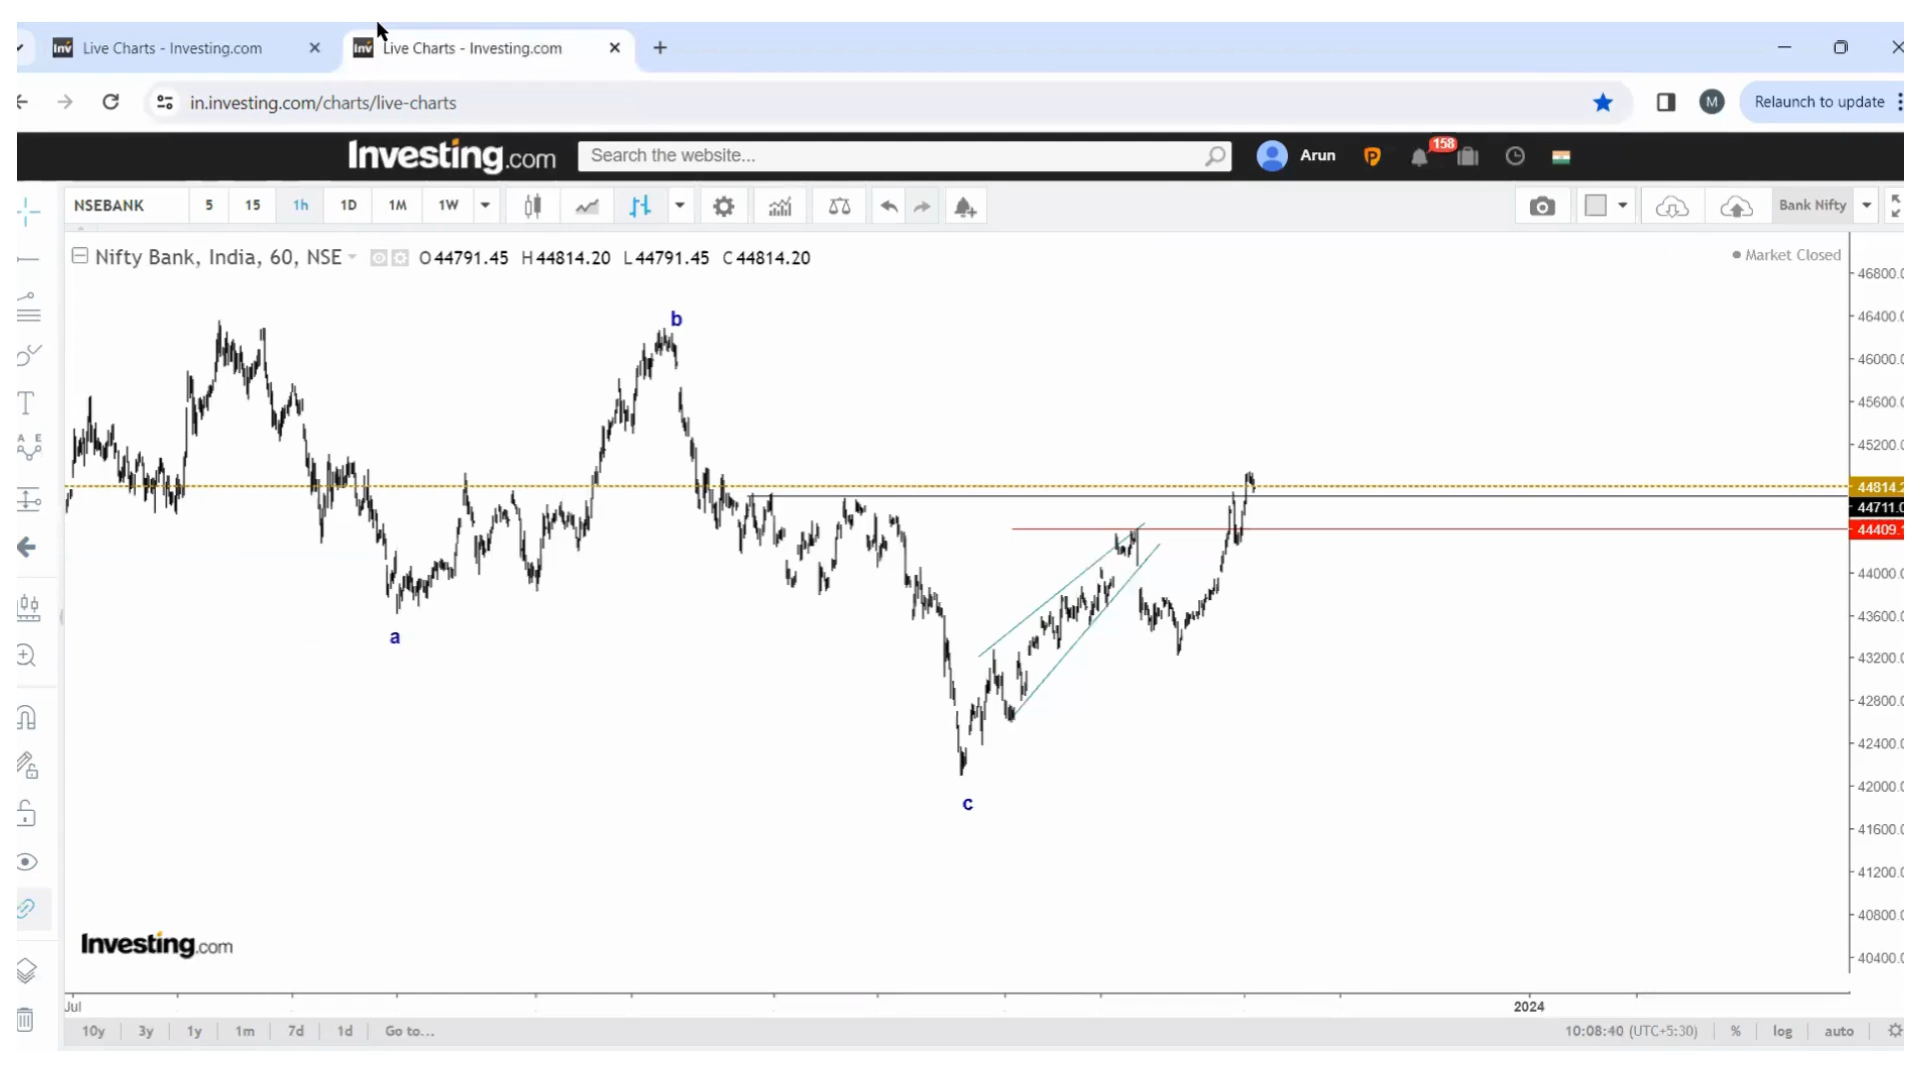 Live Charts - Investing.com
Live Charts - Investing.com
in.investing.com/charts/live-charts
M
Relaunch to update
Investing.com
Search the website...
Arun
158
NSEBANK 5 15 1h 1D 1M 1W
Bank Nifty
Nifty Bank, India, 60, NSE O 44791.45 H 44814.20 L 44791.45 C 44814.20
Market Closed
46800.0
46400.0
46000.0
45600.0
45200.0
44814.2
44711.0
44409.
44000.0
43600.0
43200.0
42800.0
42400.0
42000.0
41600.0
41200.0
40800.0
40400.0
b
a
c
Investing.com
Jul 2024
10y 3y 1y 1m 7d 1d Go to... 10:08:40 (UTC+5:30) % log auto